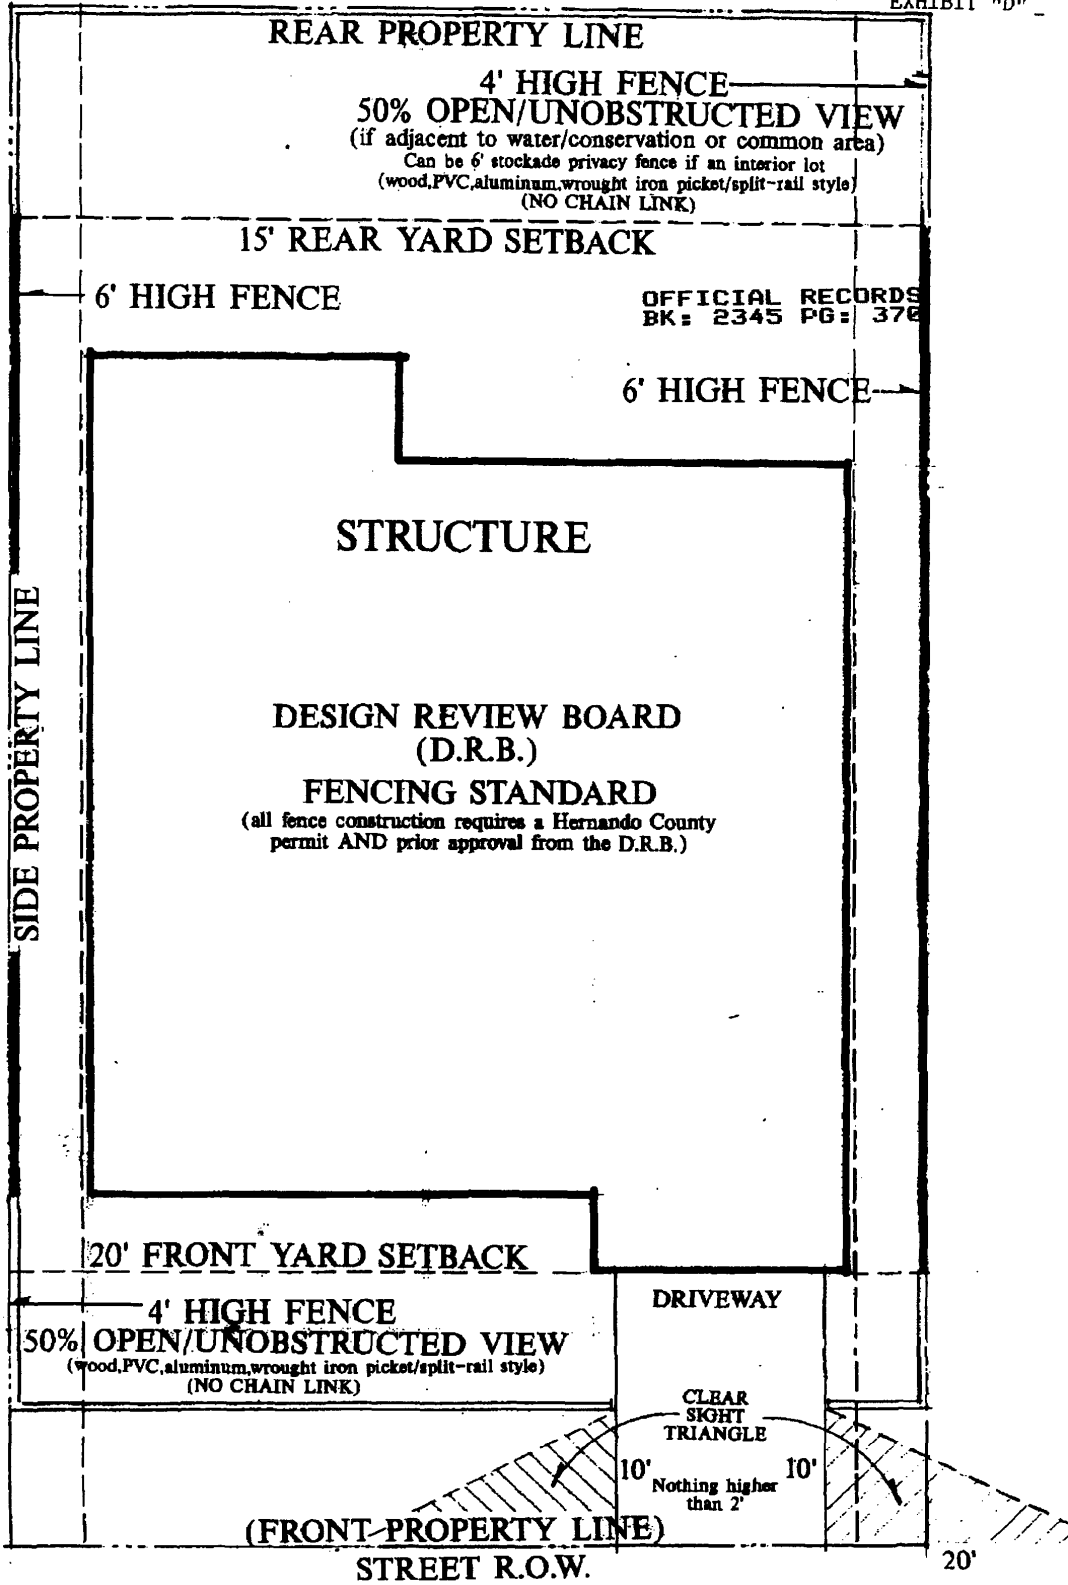 EXHIBIT "D"
REAR PROPERTY LINE
4' HIGH FENCE
50% OPEN/UNOBSTRUCTED VIEW
(if adjacent to water/conservation or common area)
Can be 6' stockade privacy fence if an interior lot
(wood,PVC,aluminum,wrought iron picket/split-rail style)
(NO CHAIN LINK)
15' REAR YARD SETBACK
6' HIGH FENCE
OFFICIAL RECORDS
BK: 2345 PG: 370
6' HIGH FENCE
STRUCTURE
SIDE PROPERTY LINE
DESIGN REVIEW BOARD
(D.R.B.)
FENCING STANDARD
(all fence construction requires a Hernando County
permit AND prior approval from the D.R.B.)
20' FRONT YARD SETBACK
4' HIGH FENCE
50% OPEN/UNOBSTRUCTED VIEW
(wood,PVC,aluminum,wrought iron picket/split-rail style)
(NO CHAIN LINK)
DRIVEWAY
CLEAR
SIGHT
TRIANGLE
10' 10'
Nothing higher
than 2'
(FRONT PROPERTY LINE)
STREET R.O.W.
20'